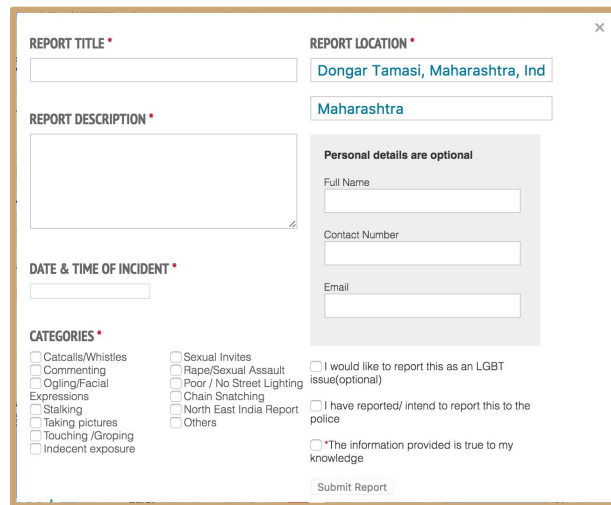 ×
REPORT TITLE *
REPORT DESCRIPTION *
DATE & TIME OF INCIDENT *
CATEGORIES *
Catcalls/Whistles
Commenting
Ogling/Facial
Expressions
Stalking
Taking pictures
Touching /Groping
Indecent exposure
Sexual Invites
Rape/Sexual Assault
Poor / No Street Lighting
Chain Snatching
North East India Report
Others
REPORT LOCATION *
Dongar Tamasi, Maharashtra, Ind
Maharashtra
Personal details are optional
Full Name
Contact Number
Email
I would like to report this as an LGBT
issue(optional)
I have reported/ intend to report this to the
police
*The information provided is true to my
knowledge
Submit Report